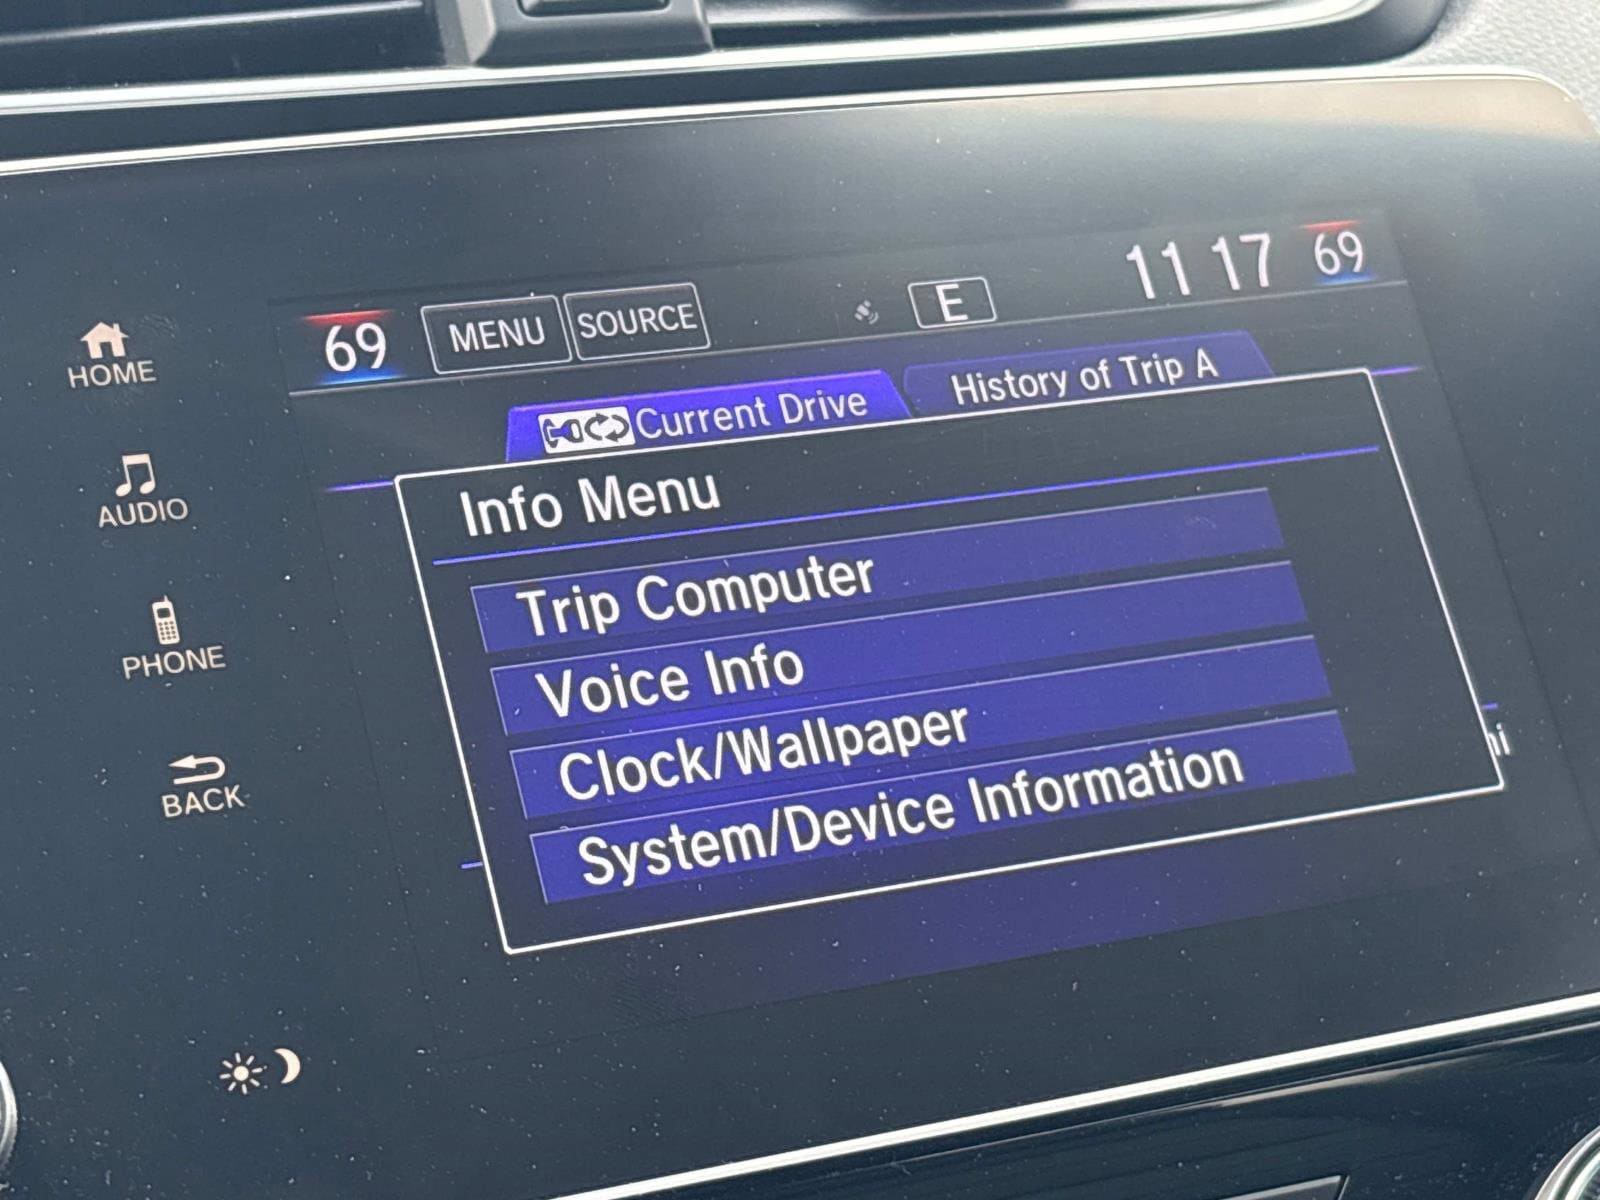 69 MENU SOURCE E 11 17 69
Current Drive History of Trip A
Info Menu
Trip Computer
Voice Info
Clock/Wallpaper
System/Device Information
HOME
AUDIO
PHONE
BACK